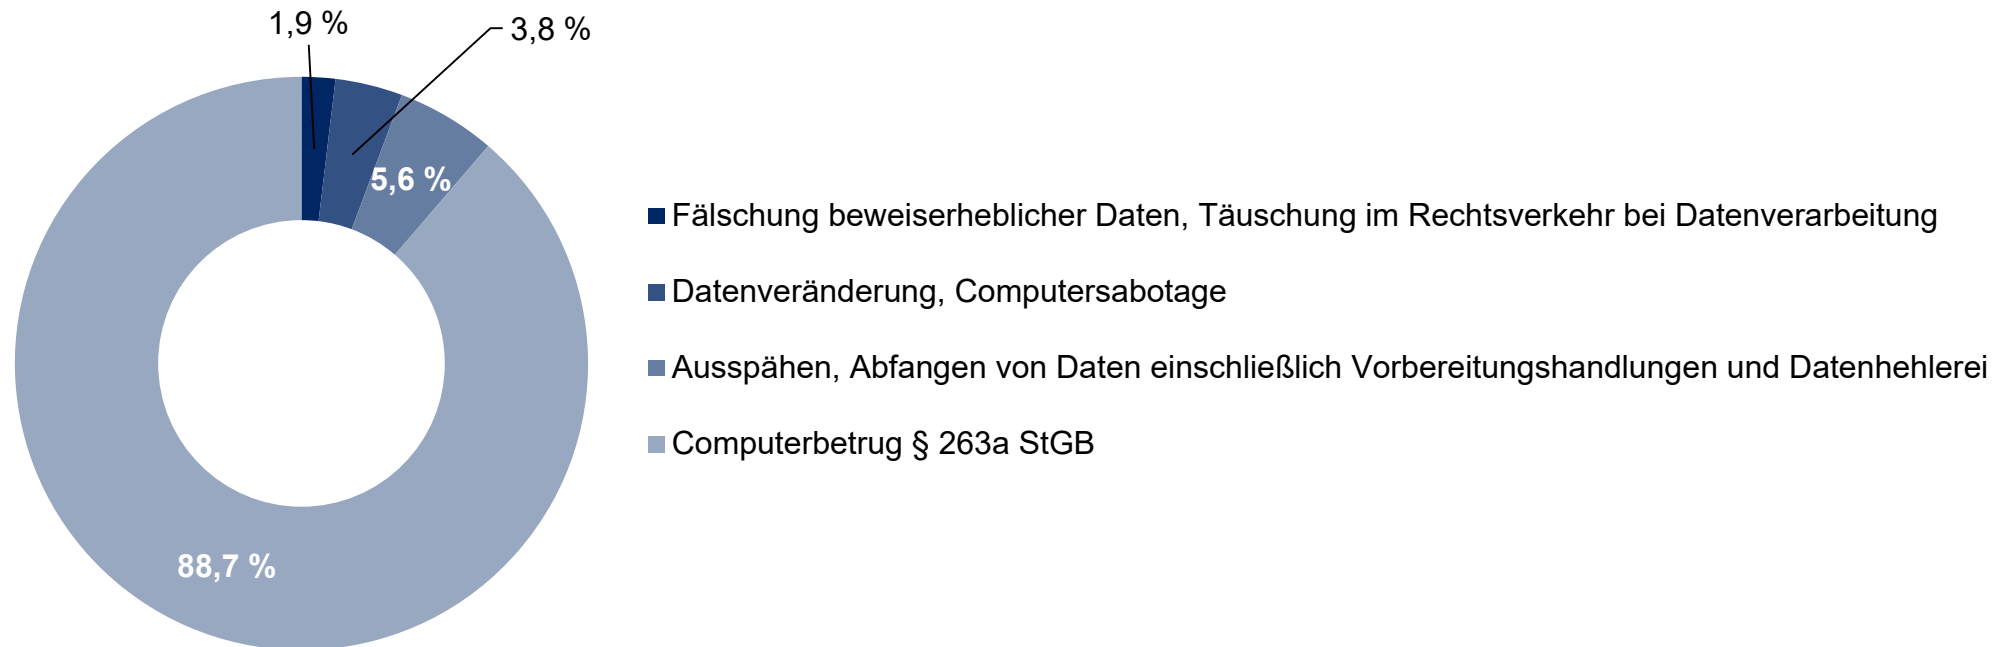 1,9 %
3,8 %
5,6 %
88,7 %
Fälschung beweiserheblicher Daten, Täuschung im Rechtsverkehr bei Datenverarbeitung
Datenveränderung, Computersabotage
Ausspähen, Abfangen von Daten einschließlich Vorbereitungshandlungen und Datenhehlerei
Computerbetrug § 263a StGB